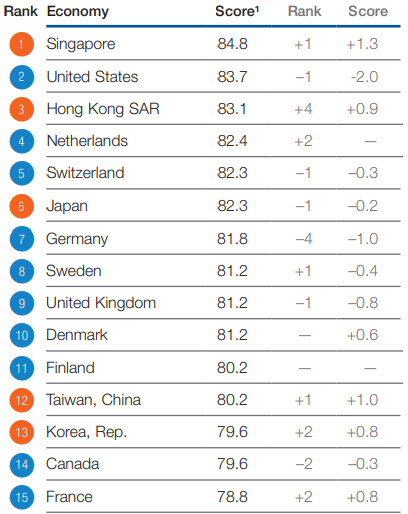 Rank Economy Score¹ Rank Score
1 Singapore 84.8 +1 +1.3
2 United States 83.7 –1 -2.0
3 Hong Kong SAR 83.1 +4 +0.9
4 Netherlands 82.4 +2 —
5 Switzerland 82.3 –1 –0.3
6 Japan 82.3 –1 –0.2
7 Germany 81.8 –4 –1.0
8 Sweden 81.2 +1 –0.4
9 United Kingdom 81.2 –1 –0.8
10 Denmark 81.2 — +0.6
11 Finland 80.2 — —
12 Taiwan, China 80.2 +1 +1.0
13 Korea, Rep. 79.6 +2 +0.8
14 Canada 79.6 –2 –0.3
15 France 78.8 +2 +0.8